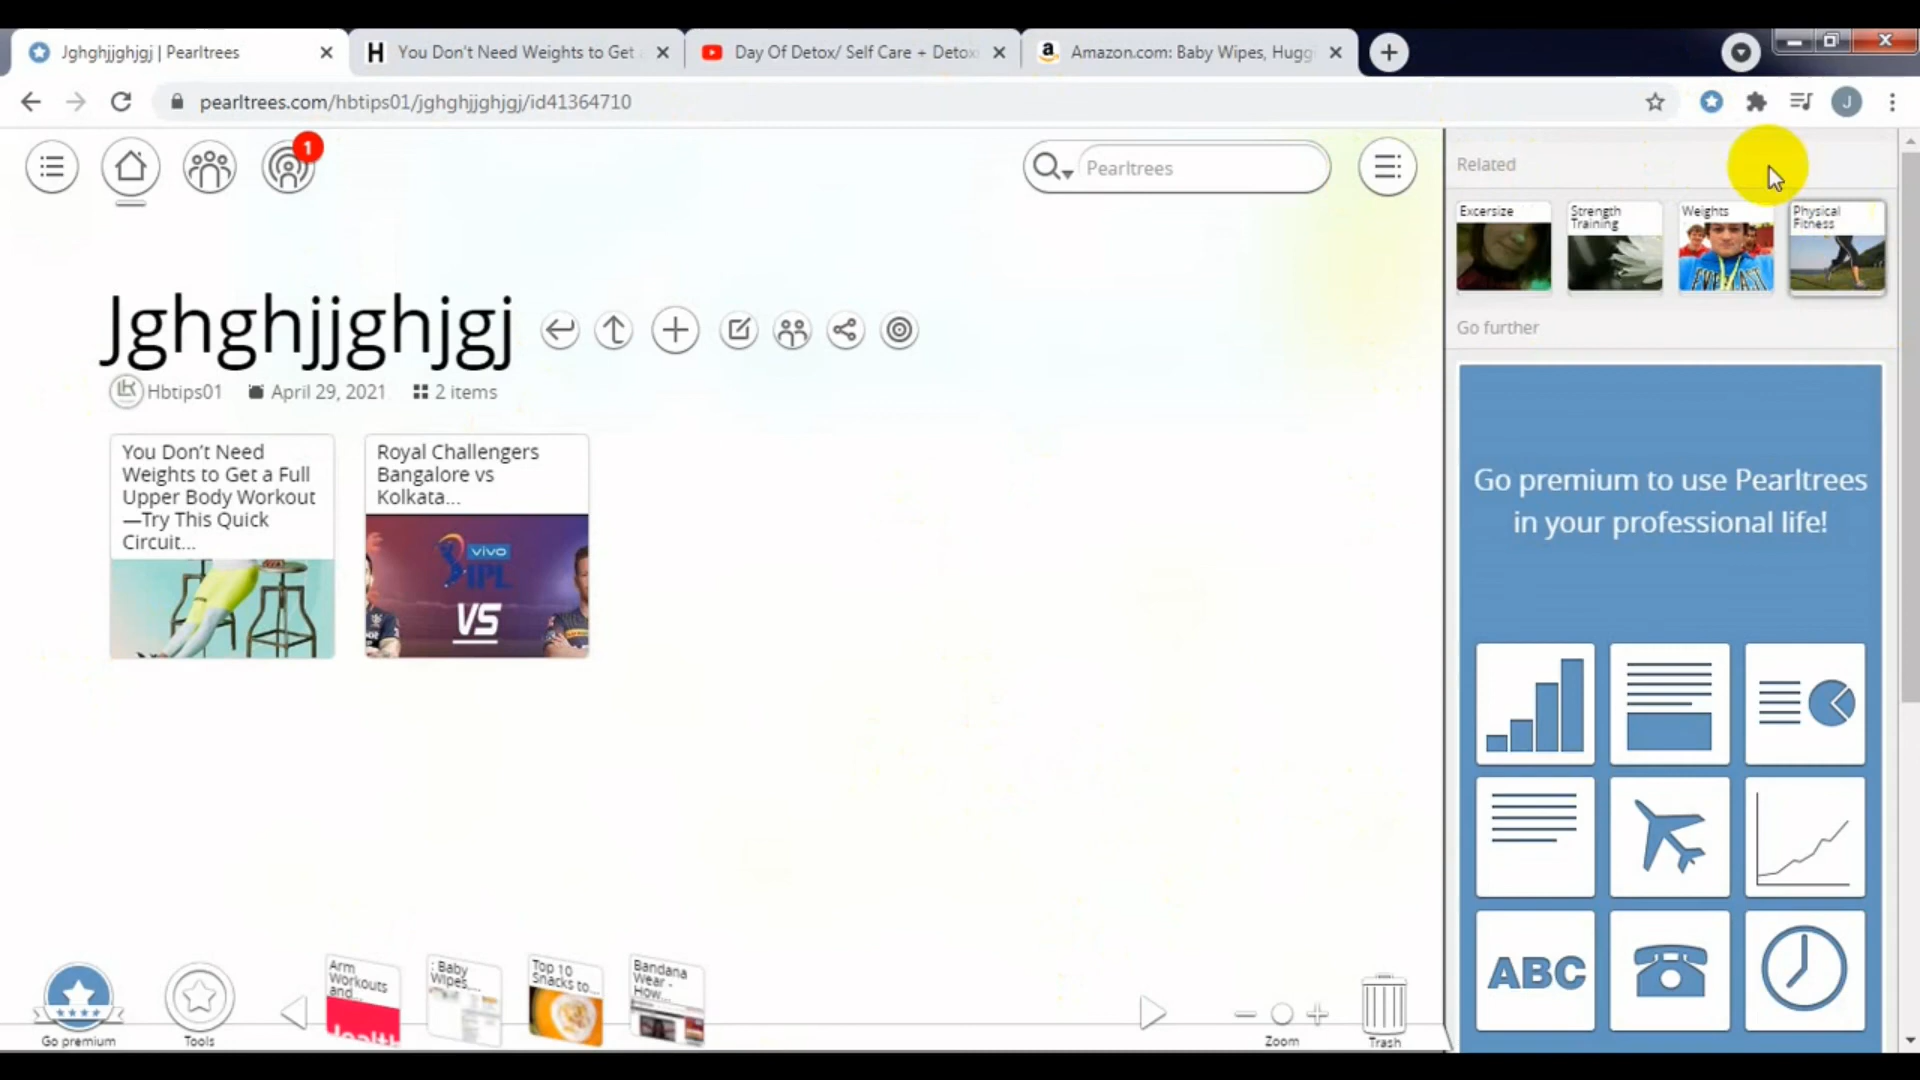 Jghghjjghjgj | Pearltrees
You Don't Need Weights to Get
Day Of Detox/ Self Care + Detox
Amazon.com: Baby Wipes, Hugg
pearltrees.com/hbtips01/jghghjjghjgj/id41364710
J
1
Pearltrees
Related
Excersize
Strength
Training
Weights
Physical
Fitness
Go further
Jghghjjghjgj
Hbtips01
April 29, 2021
2 items
You Don't Need
Weights to Get a Full
Upper Body Workout
—Try This Quick
Circuit...
Royal Challengers
Bangalore vs
Kolkata...
vivo
IPL
VS
Go premium to use Pearltrees
in your professional life!
ABC
Go premium
Tools
Arm
Workouts
and...
: Baby
Wipes...
Top 10
Snacks to...
Bandana
Wear -
How...
Zoom
Trash